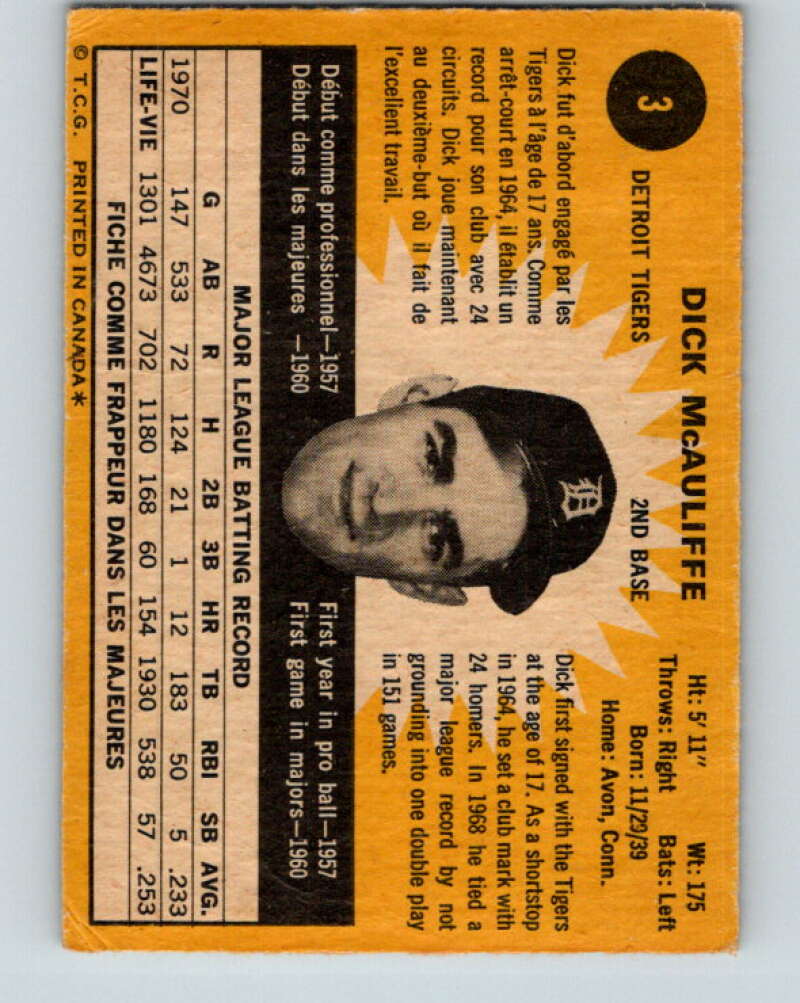 3
DICK McAULIFFE
DETROIT TIGERS 2ND BASE
Ht: 5' 11" Wt: 175
Throws: Right Bats: Left
Born: 11/29/39
Home: Avon, Conn.
Dick fut d'abord engagé par les
Tigers à l'âge de 17 ans. Comme
arrêt-court en 1964, il établit un
record pour son club avec 24
circuits. Dick joue maintenant
au deuxième-but où il fait de
l'excellent travail.
Dick first signed with the Tigers
at the age of 17. As a shortstop
in 1964, he set a club mark with
24 homers. In 1968 he tied a
major league record by not
grounding into one double play
in 151 games.
Début comme professionnel—1957
Début dans les majeures —1960
First year in pro ball—1957
First game in majors—1960
MAJOR LEAGUE BATTING RECORD
G AB R H 2B 3B HR TB RBI SB AVG.
1970 147 533 72 124 21 1 12 183 50 5 .233
LIFE-VIE 1301 4673 702 1180 168 60 154 1930 538 57 .253
FICHE COMME FRAPPEUR DANS LES MAJEURES
© T.C.G. PRINTED IN CANADA*